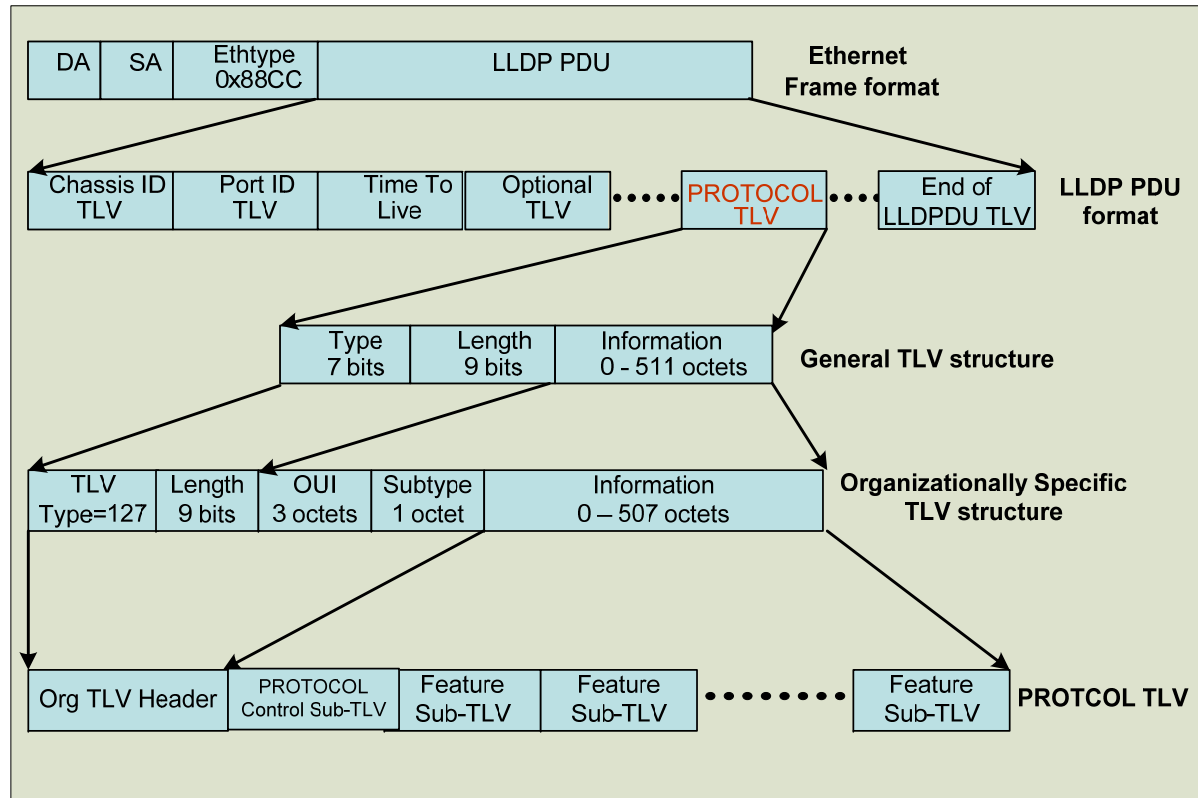 DA
SA
Ethtype
0x88CC
LLDP PDU
Ethernet
Frame format
Chassis ID
TLV
Port ID
TLV
Time To
Live
Optional
TLV
PROTOCOL
TLV
End of
LLDPDU TLV
LLDP PDU
format
Type
7 bits
Length
9 bits
Information
0 - 511 octets
General TLV structure
TLV
Type=127
Length
9 bits
OUI
3 octets
Subtype
1 octet
Information
0 – 507 octets
Organizationally Specific
TLV structure
Org TLV Header
PROTOCOL
Control Sub-TLV
Feature
Sub-TLV
Feature
Sub-TLV
Feature
Sub-TLV
PROTCOL TLV